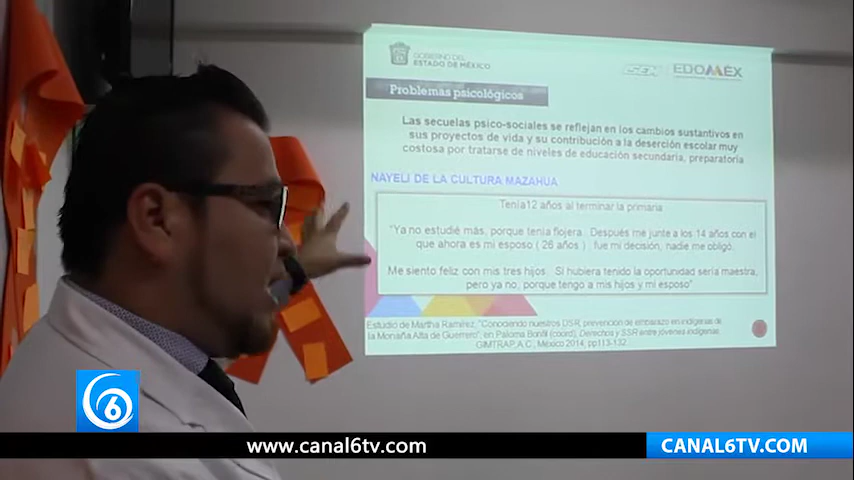 GOBIERNO DEL
ESTADO DE MÉXICO
EDOMÉX
Problemas psicológicos
Las secuelas psico-sociales se reflejan en los cambios sustantivos en
sus proyectos de vida y su contribución a la deserción escolar muy
costosa por tratarse de niveles de educación secundaria, preparatoria
NAYELI DE LA CULTURA MAZAHUA
Tenía12 años al terminar la primaria
"Ya no estudié más, porque tenía flojera. Después me junte a los 14 años con el
que ahora es mi esposo ( 26 años ) fue mi decisión, nadie me obligó.
Me siento feliz con mis tres hijos. Si hubiera tenido la oportunidad sería maestra,
pero ya no, porque tengo a mis hijos y mi esposo"
Estudio de Martha Ramírez, "Conociendo nuestros DSR, prevención de embarazo en indígenas de
la Monaña Alta de Guerrero", en Paloma Bonfil (coord), Derechos y SSR entre jóvenes indígenas.
GIMTRAP, A.C., México 2014, pp113-132
6
www.canal6tv.com
CANAL6TV.COM